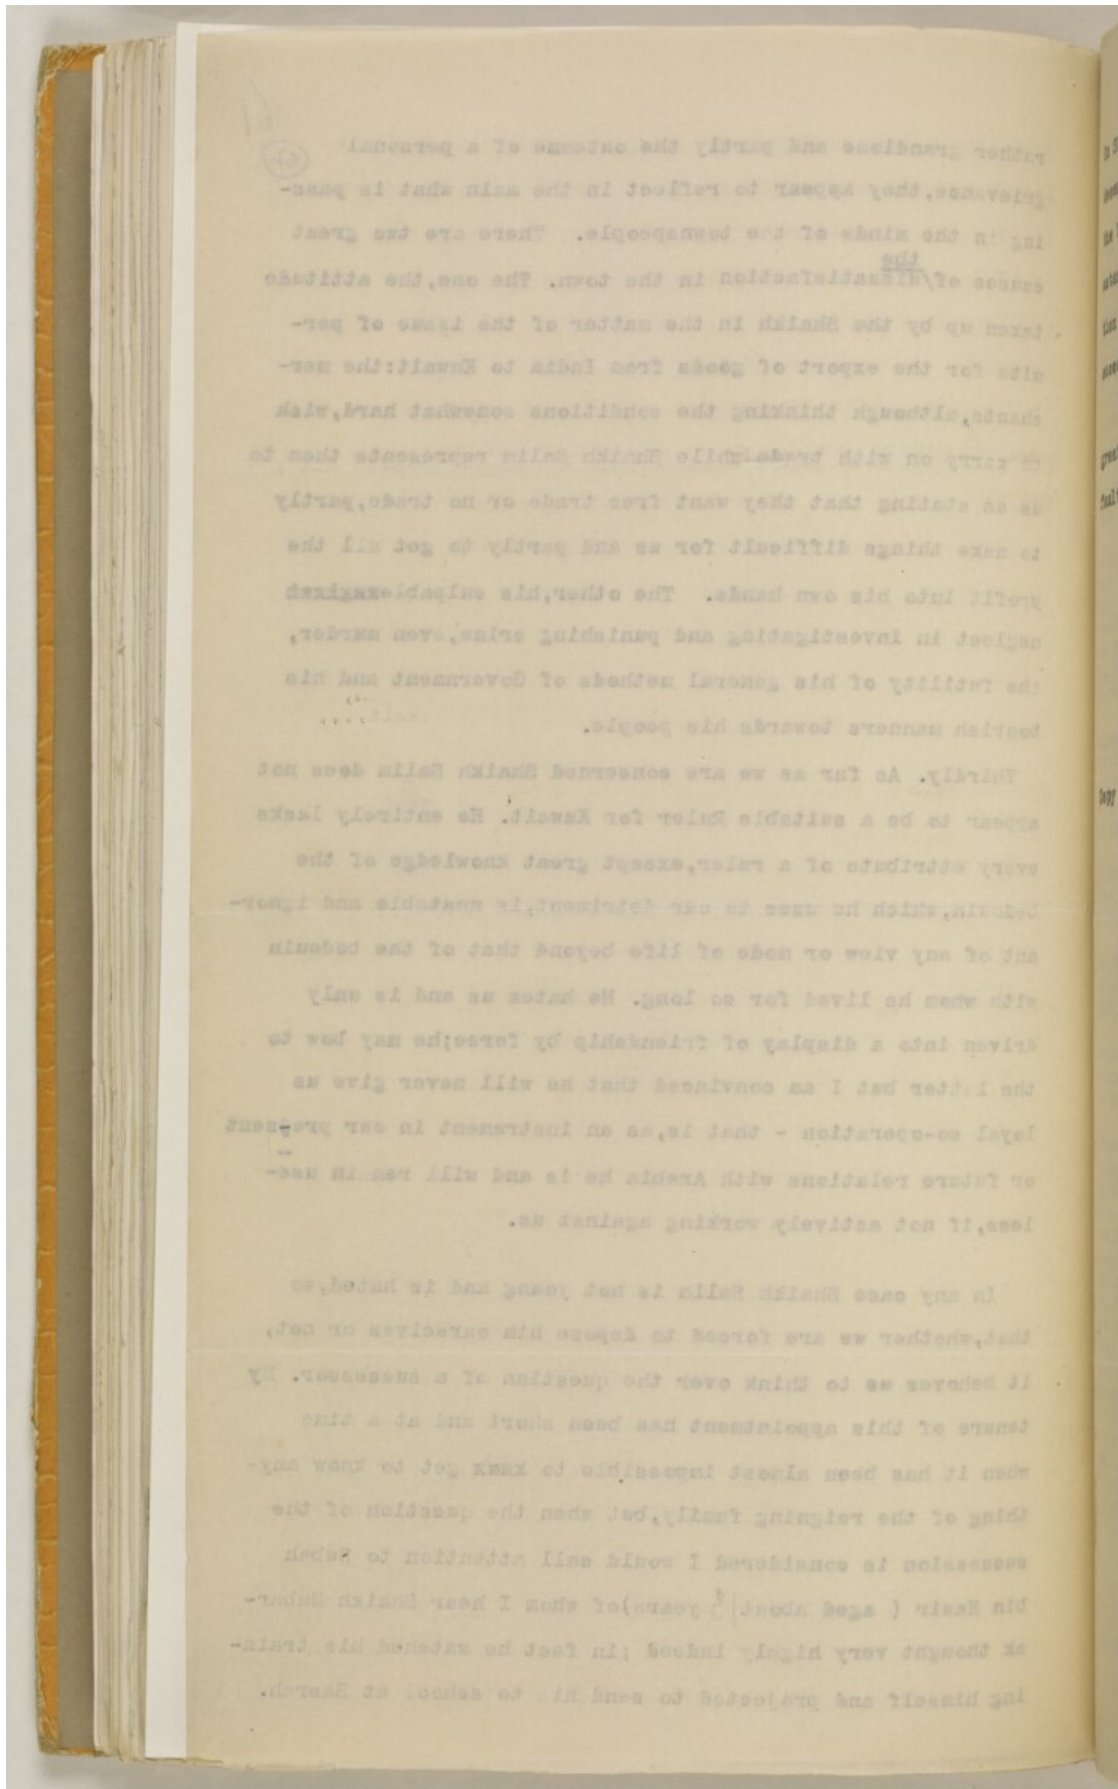 rather grandiose and partly the outcome of a personal
grievance,they appear to reflect in the main what is pass-
ing in the minds of the townspeople. There are two great
the
causes of/dissatisfaction in the town. The one,the attitude
taken up by the Shaikh in the matter of the issue of per-
mits for the export of goods from India to Kuwait:the mer-
chants,although thinking the conditions somewhat hard,wish
to carry on with trade while Shaikh Salim represents them to
us as stating that they want free trade or no trade,partly
to make things difficult for us and partly to get all the
profit into his own hands. The other,his culpable
neglect in investigating and punishing crime,even murder,
the futility of his general methods of Government and his
boorish manners towards his people.
Thirdly. As far as we are concerned Shaikh Salim does not
appear to be a suitable Ruler for Kuwait. He entirely lacks
every attribute of a ruler,except great knowledge of the
bedouin,which he uses to our detriment,is unstable and ignor-
ant of any view or mode of life beyond that of the bedouin
with whom he lived for so long. He hates us and is only
driven into a display of friendship by force;he may bow to
the latter but I am convinced that he will never give us
loyal co-operation - that is,as an instrument in our present
or future relations with Arabia he is and will remain use-
less,if not actively working against us.
In any case Shaikh Salim is not young and is hated,so
that,whether we are forced to depose him ourselves or not,
it behoves us to think over the question of a successor. My
tenure of this appointment has been short and at a time
when it has been almost impossible to xxxx get to know any-
thing of the reigning family,but when the question of the
succession is considered I would call attention to Subah
bin Nasir ( aged about years)of whom I hear Shaikh Mubar-
ak thought very highly indeed ;in fact he watched his train-
ing himself and projected to send him to school at Basrah.
Copy